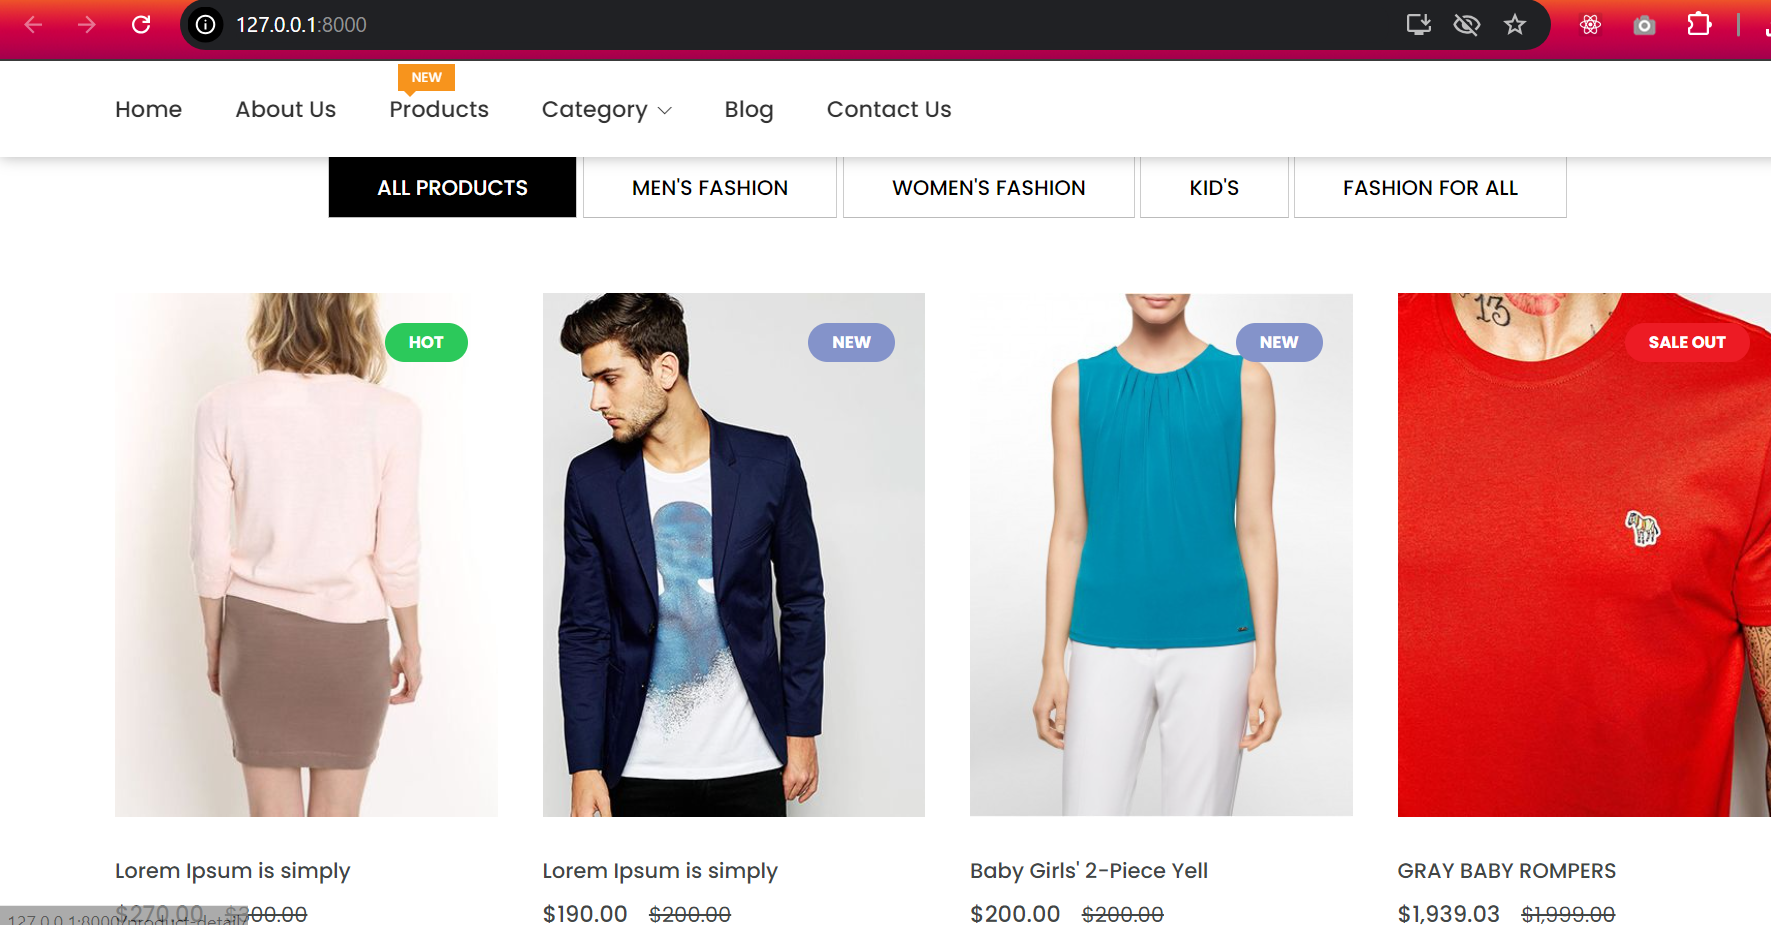 127.0.0.1:8000
NEW
Home About Us Products Category Blog Contact Us
ALL PRODUCTS MEN'S FASHION WOMEN'S FASHION KID'S FASHION FOR ALL
HOT NEW NEW SALE OUT
13
Lorem Ipsum is simply Lorem Ipsum is simply Baby Girls' 2-Piece Yell GRAY BABY ROMPERS
$270.00 $300.00 $190.00 $200.00 $200.00 $200.00 $1,939.03 $1,999.00
127.0.0.1:8000/product-detail/